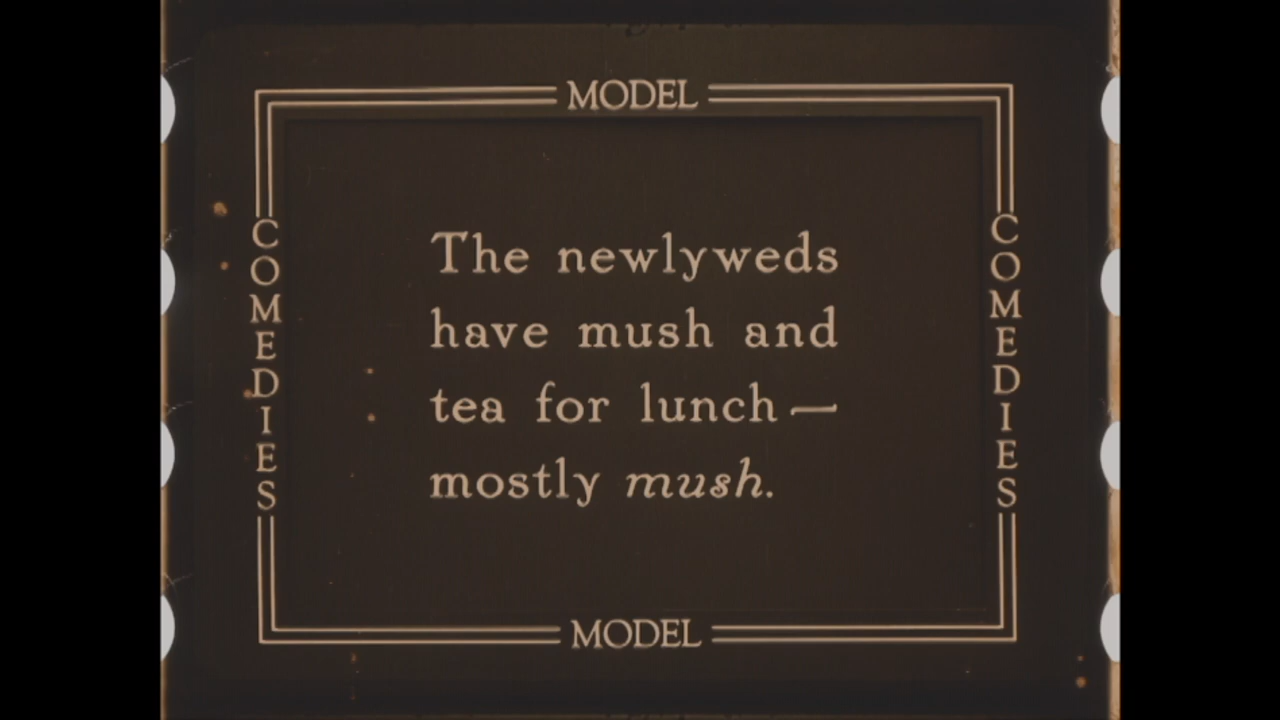 MODEL
COMEDIES
COMEDIES
The newlyweds
have mush and
tea for lunch —
mostly mush.
MODEL